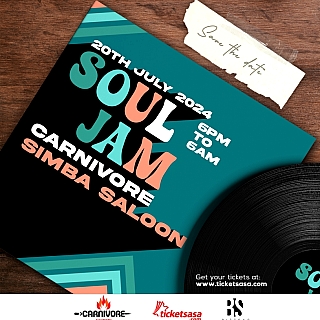 Save the date
20TH JULY 2024
SOUL
JAM
6PM
TO
6AM
CARNIVORE
SIMBA SALOON
Get your tickets at:
www.ticketsasa.com
CARNIVORE
ticketsasa.com